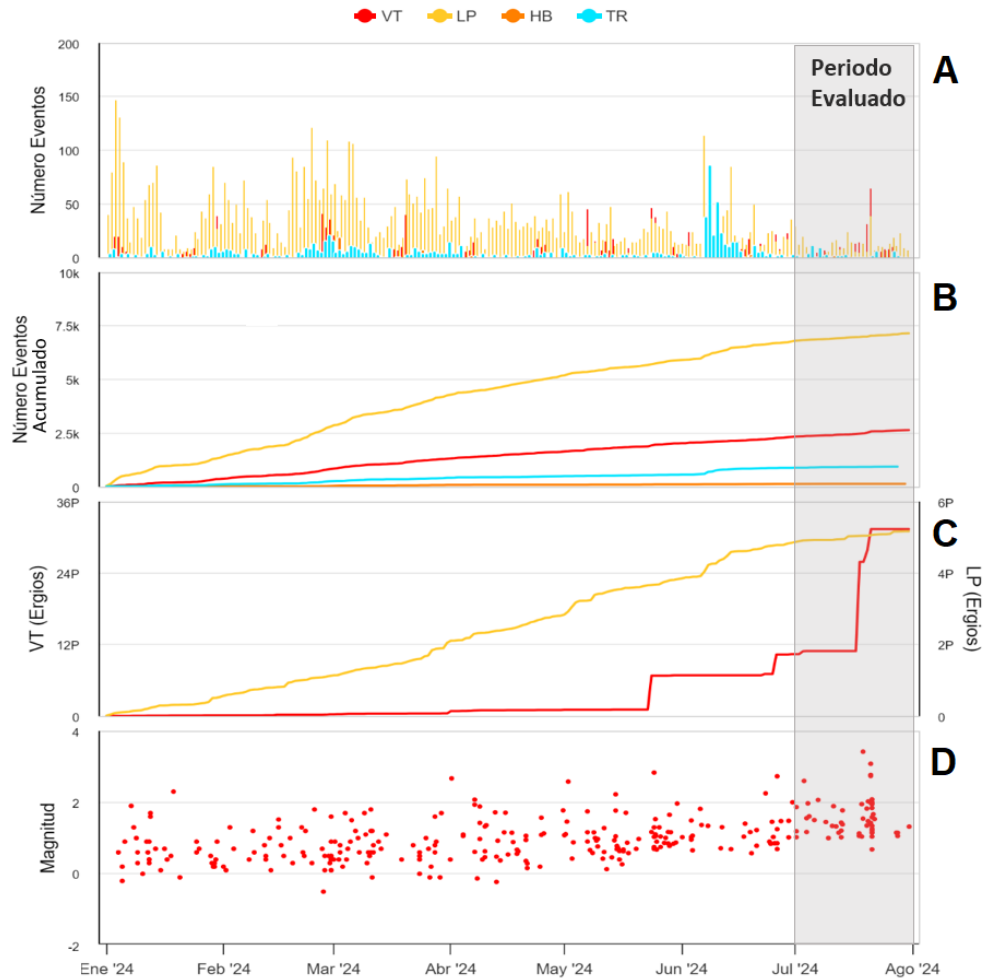 VT LP HB TR
Número Eventos
200
150
100
50
0
Periodo
Evaluado
A
Número Eventos
Acumulado
10k
7.5k
5k
2.5k
0
B
VT (Ergios)
36P
24P
12P
0
6P
4P
2P
0
LP (Ergios)
C
Magnitud
4
2
0
-2
D
Ene '24 Feb '24 Mar '24 Abr '24 May '24 Jun '24 Jul '24 Ago '24